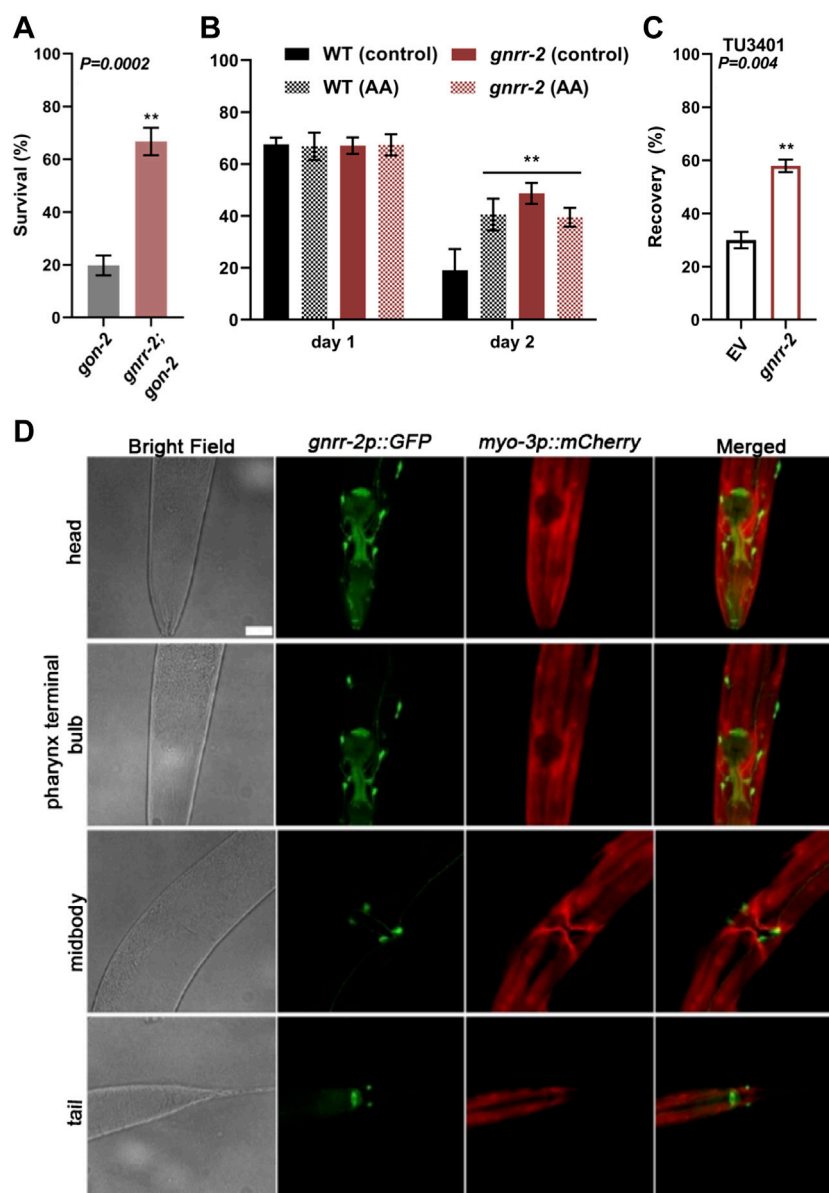 A
P=0.0002
**
Survival (%)
100
80
60
40
20
0
gon-2
gnrr-2;
gon-2
B
WT (control)
gnrr-2 (control)
WT (AA)
gnrr-2 (AA)
100
80
60
40
20
0
**
day 1
day 2
C
TU3401
P=0.004
**
Recovery (%)
100
80
60
40
20
0
EV
gnrr-2
D
Bright Field
gnrr-2p::GFP
myo-3p::mCherry
Merged
head
pharynx terminal
bulb
midbody
tail